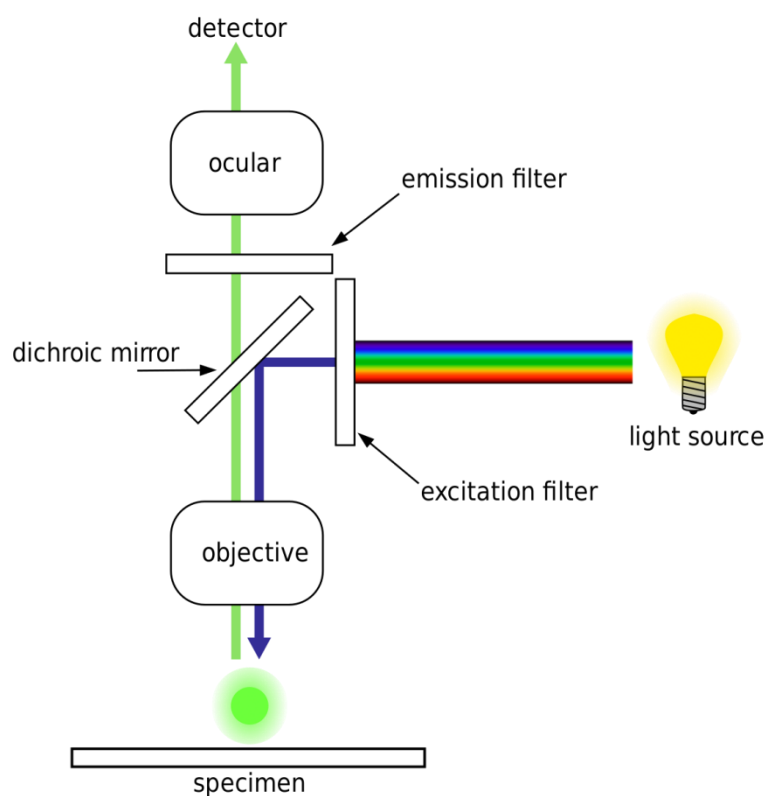 detector
ocular
emission filter
dichroic mirror
light source
excitation filter
objective
specimen